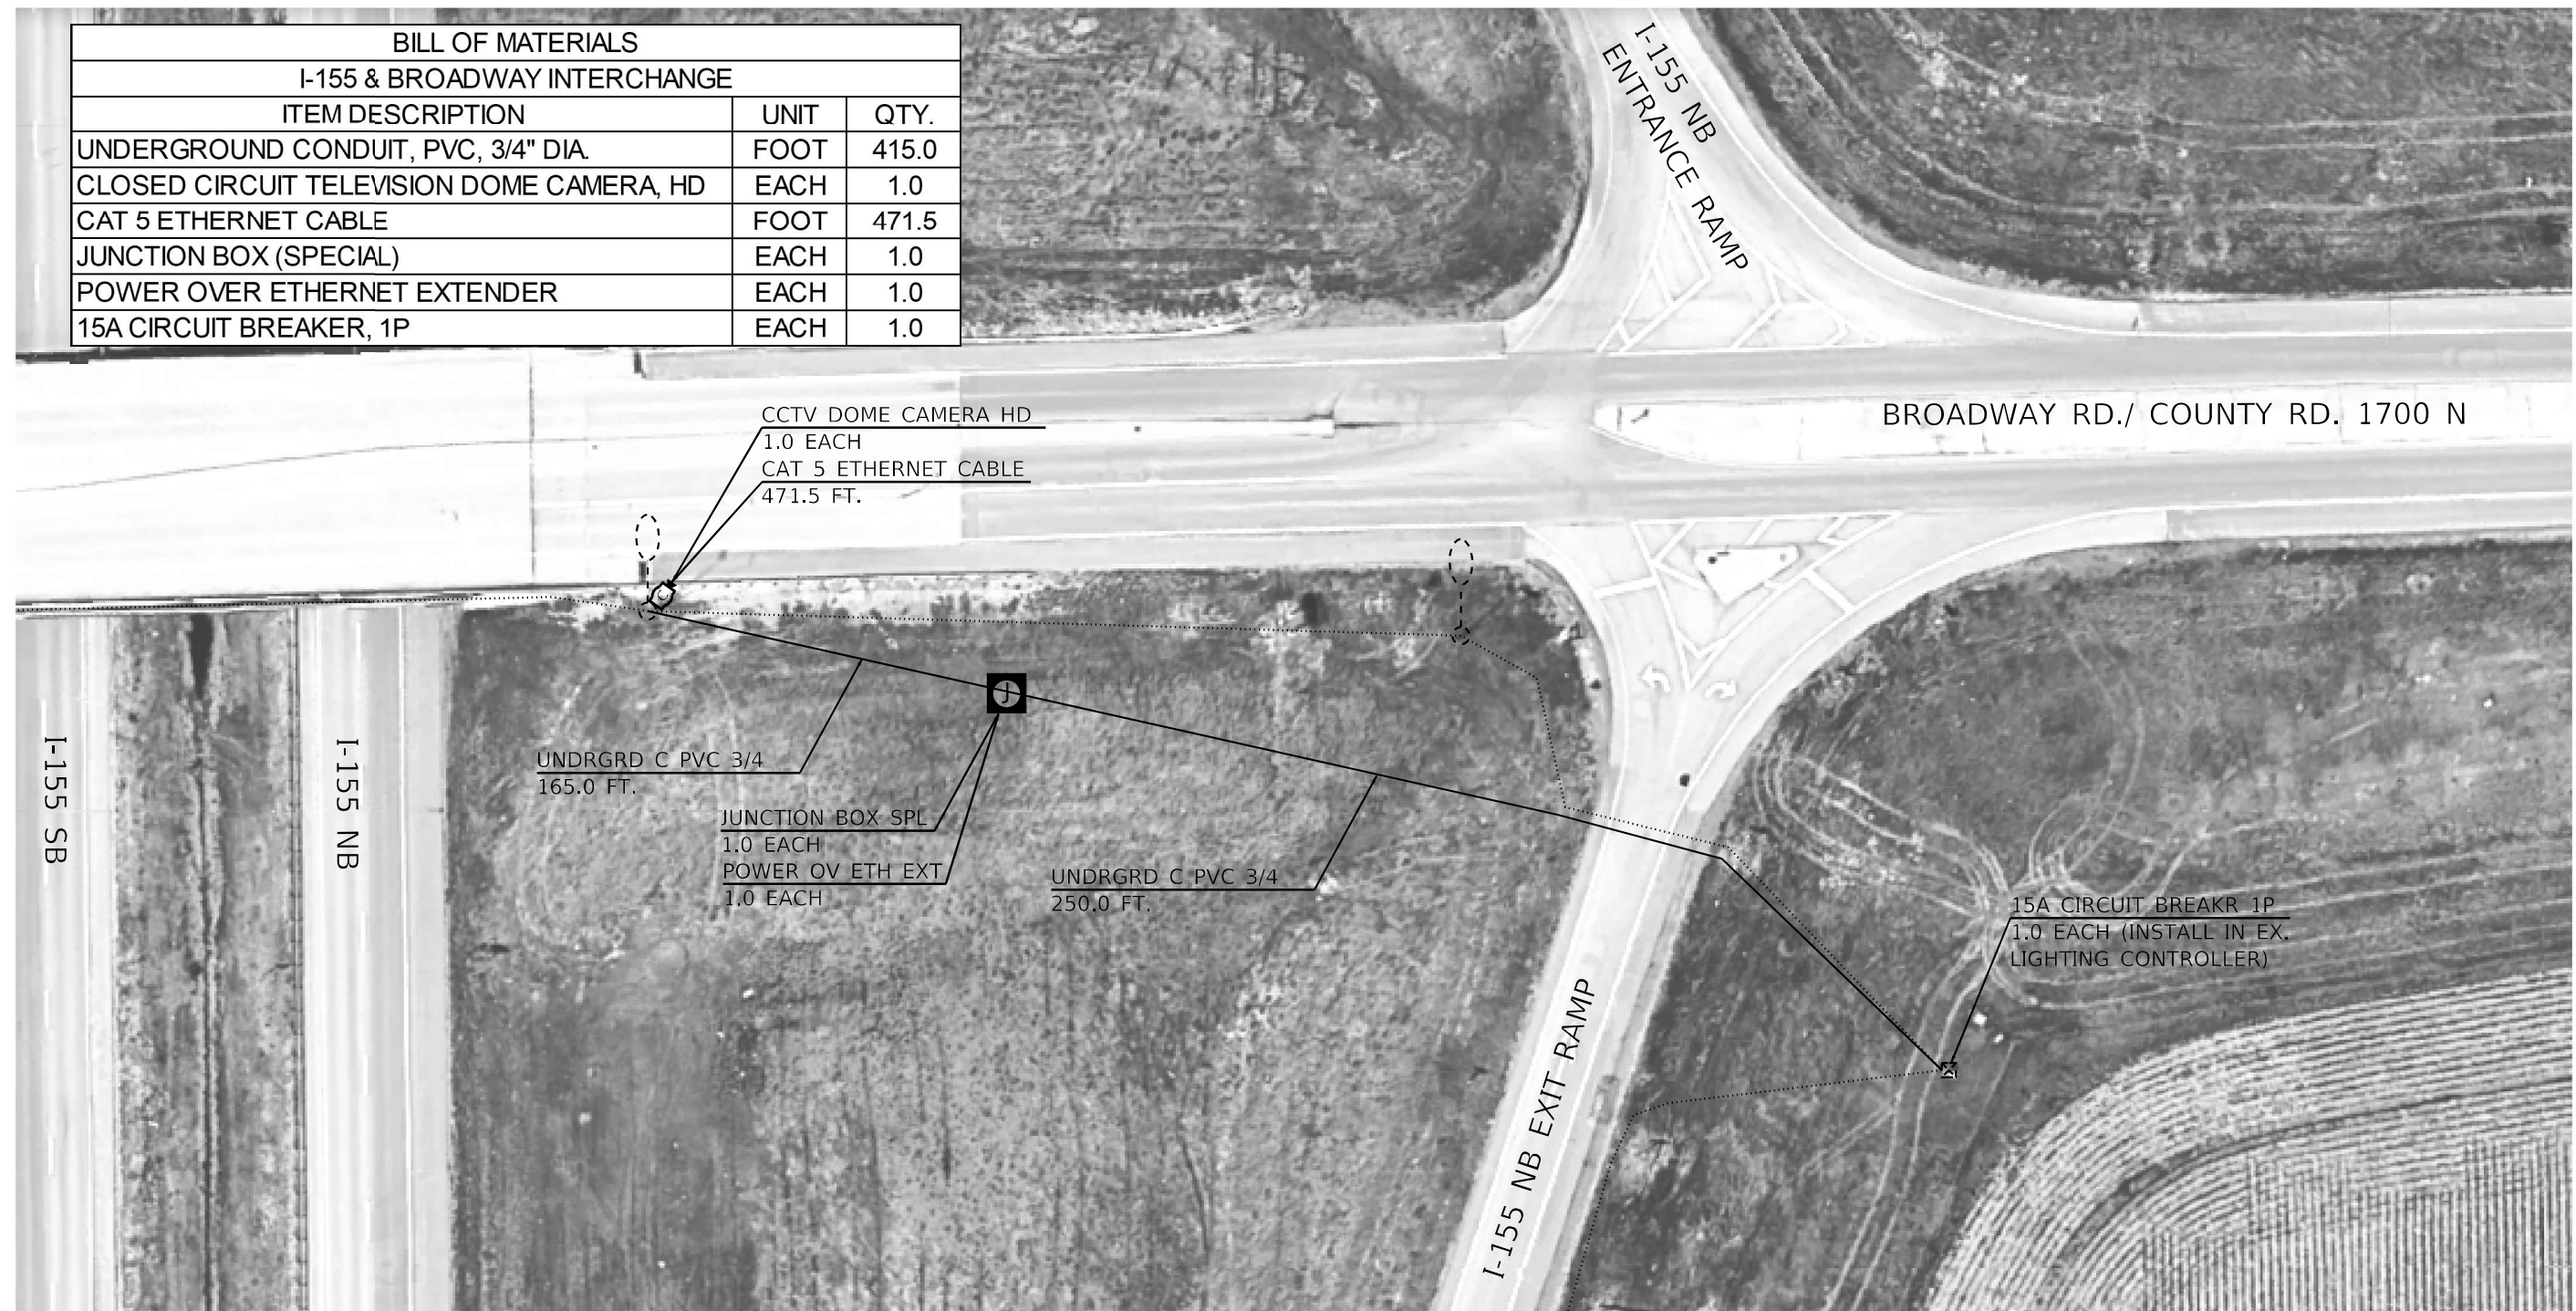 BILL OF MATERIALS
I-155 & BROADWAY INTERCHANGE
ITEM DESCRIPTION UNIT QTY.
UNDERGROUND CONDUIT, PVC, 3/4" DIA. FOOT 415.0
CLOSED CIRCUIT TELEVISION DOME CAMERA, HD EACH 1.0
CAT 5 ETHERNET CABLE FOOT 471.5
JUNCTION BOX (SPECIAL) EACH 1.0
POWER OVER ETHERNET EXTENDER EACH 1.0
15A CIRCUIT BREAKER, 1P EACH 1.0
I-155 NB
ENTRANCE RAMP
BROADWAY RD./ COUNTY RD. 1700 N
CCTV DOME CAMERA HD
1.0 EACH
CAT 5 ETHERNET CABLE
471.5 FT.
C
J
I-155 SB
I-155 NB
UNDRGRD C PVC 3/4
165.0 FT.
JUNCTION BOX SPL
1.0 EACH
POWER OV ETH EXT
1.0 EACH
UNDRGRD C PVC 3/4
250.0 FT.
15A CIRCUIT BREAKR 1P
1.0 EACH (INSTALL IN EX.
LIGHTING CONTROLLER)
I-155 NB EXIT RAMP